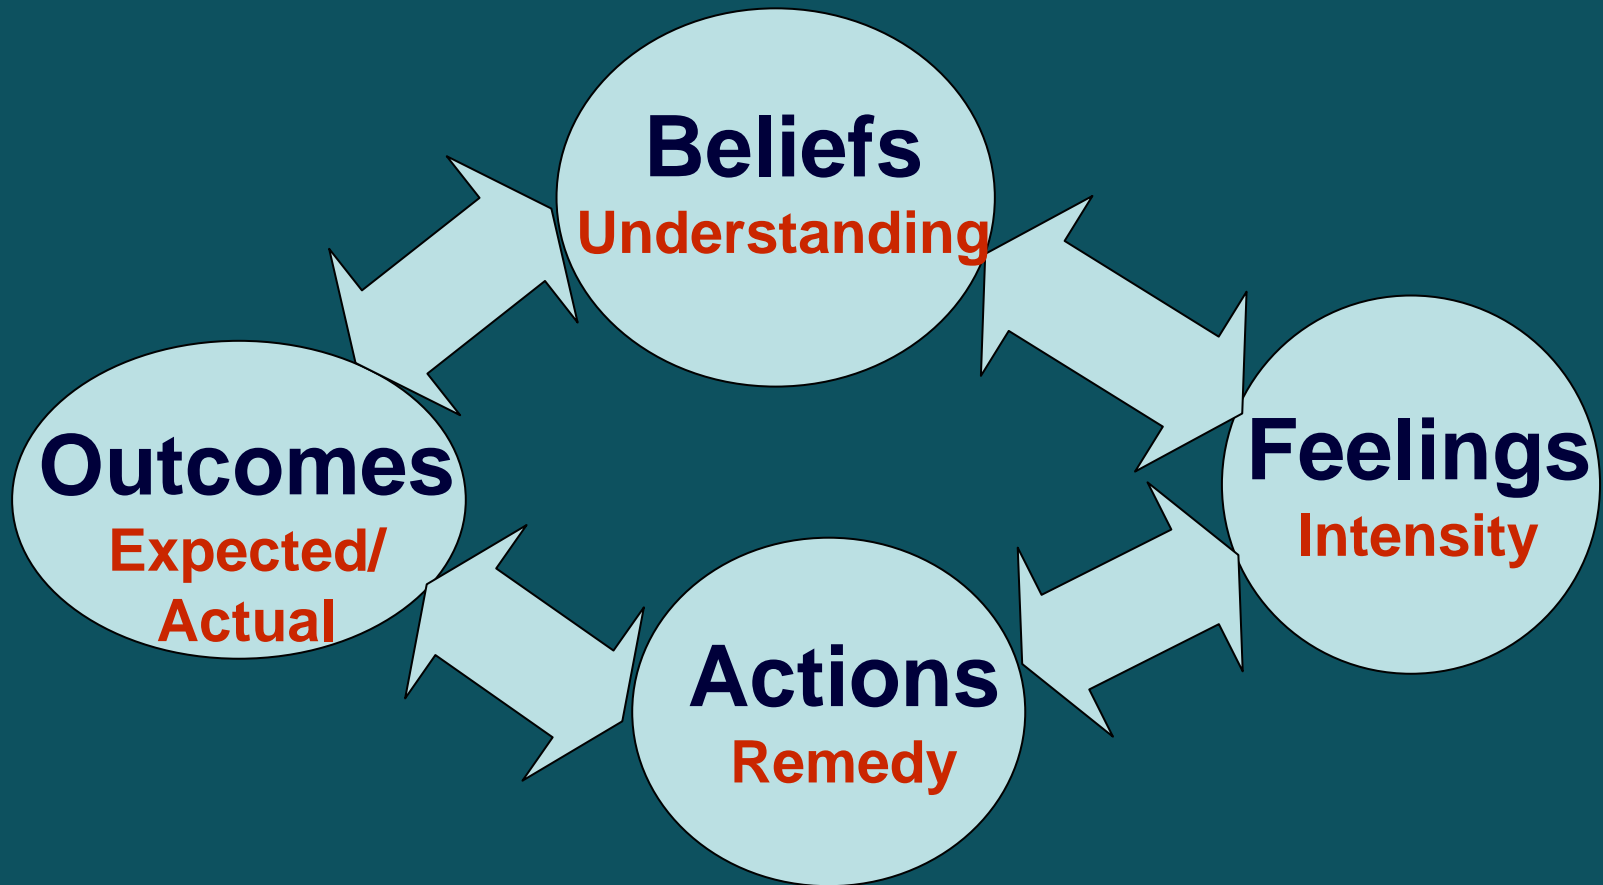 Beliefs
Understanding
Outcomes
Expected/
Actual
Feelings
Intensity
Actions
Remedy